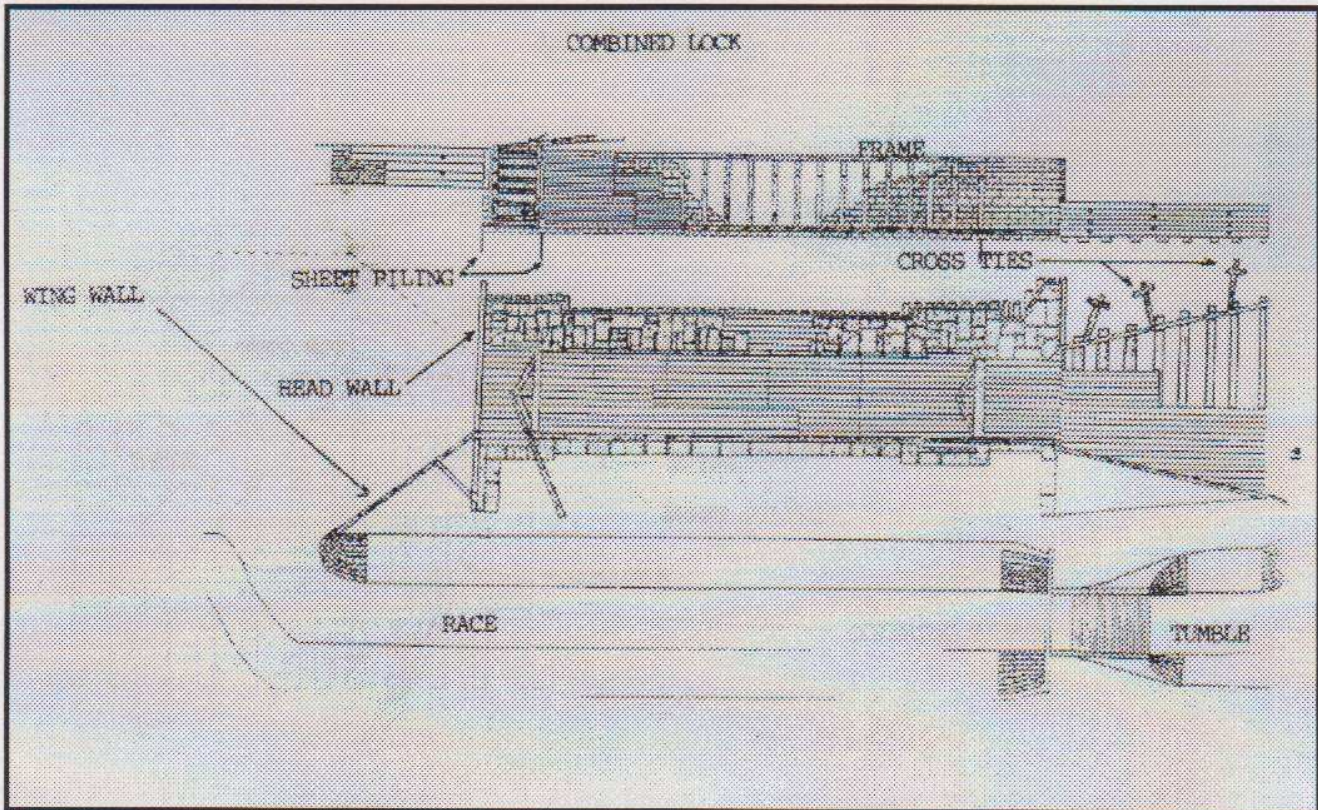 COMBINED LOCK
FRAME
SHEET PILING
CROSS TIES
WING WALL
HEAD WALL
RACE
TUMBLE